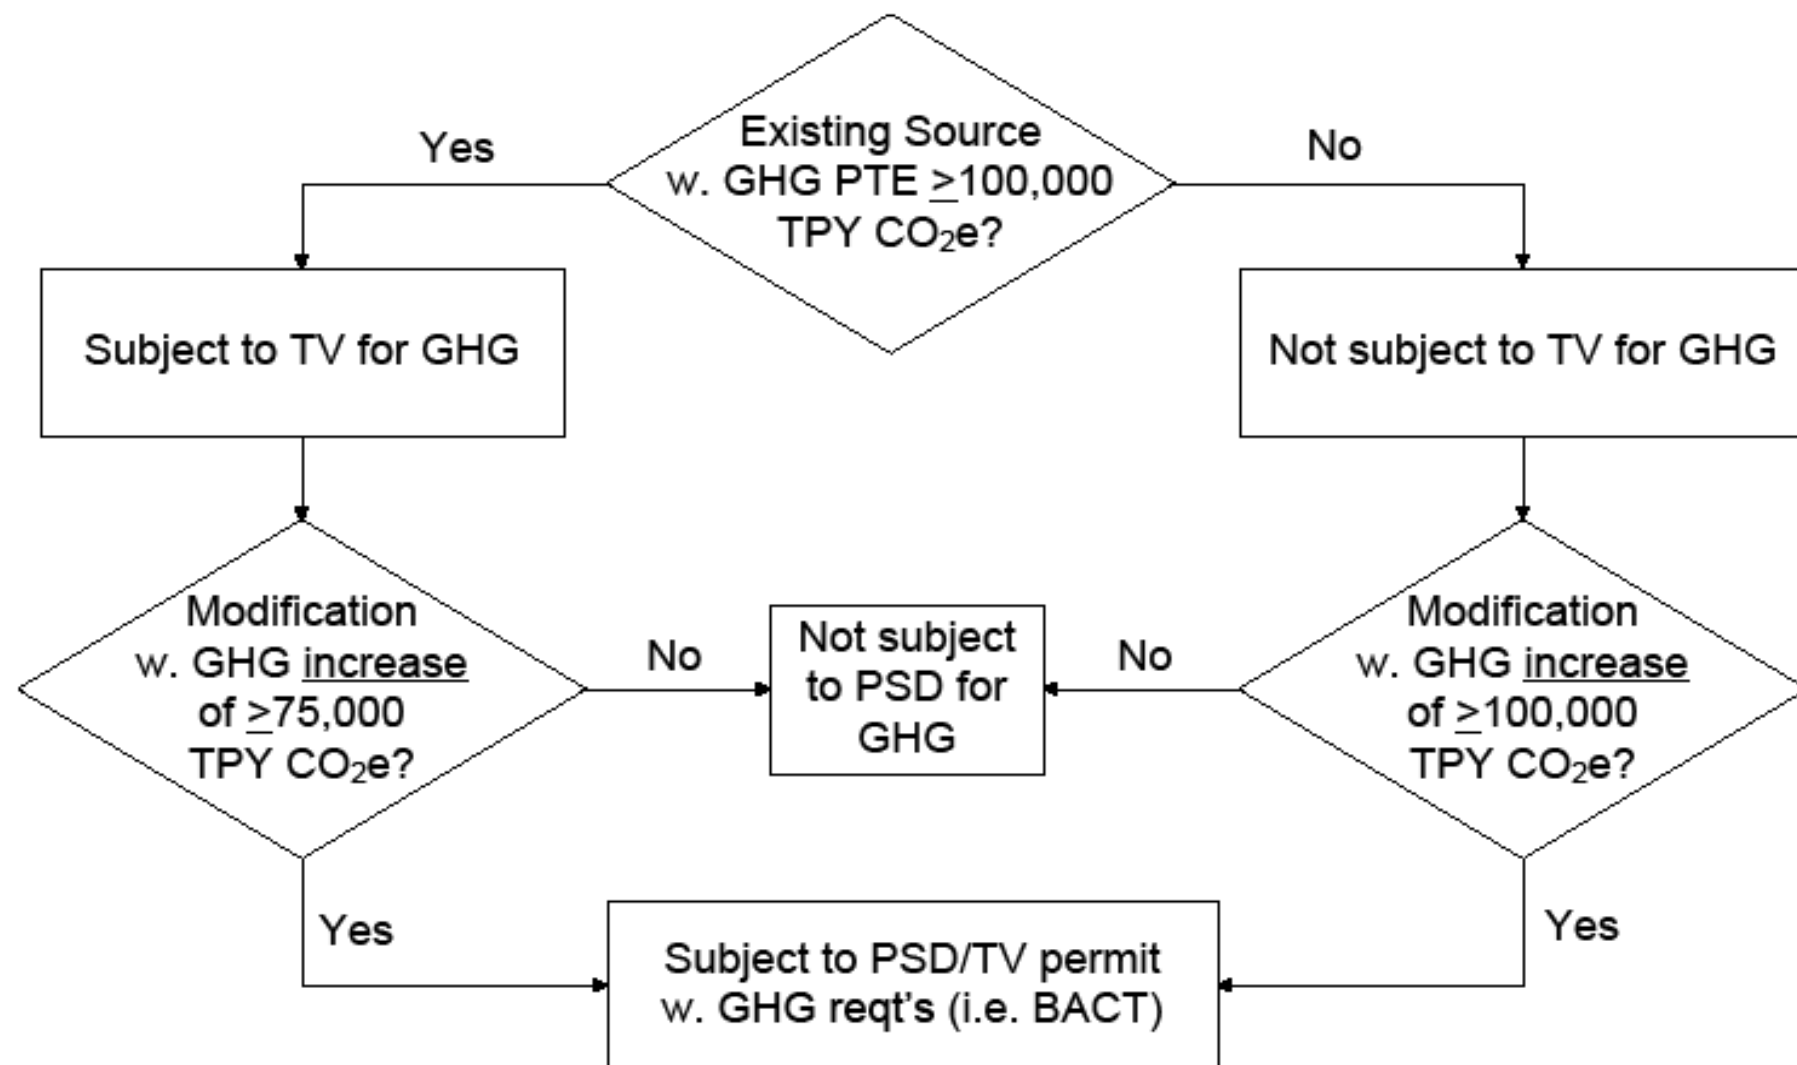 Existing Source
w. GHG PTE ≥100,000
TPY CO₂e?
Yes
No
Subject to TV for GHG
Not subject to TV for GHG
Modification
w. GHG increase
of ≥75,000
TPY CO₂e?
No
Not subject
to PSD for
GHG
No
Modification
w. GHG increase
of ≥100,000
TPY CO₂e?
Yes
Subject to PSD/TV permit
w. GHG reqt's (i.e. BACT)
Yes